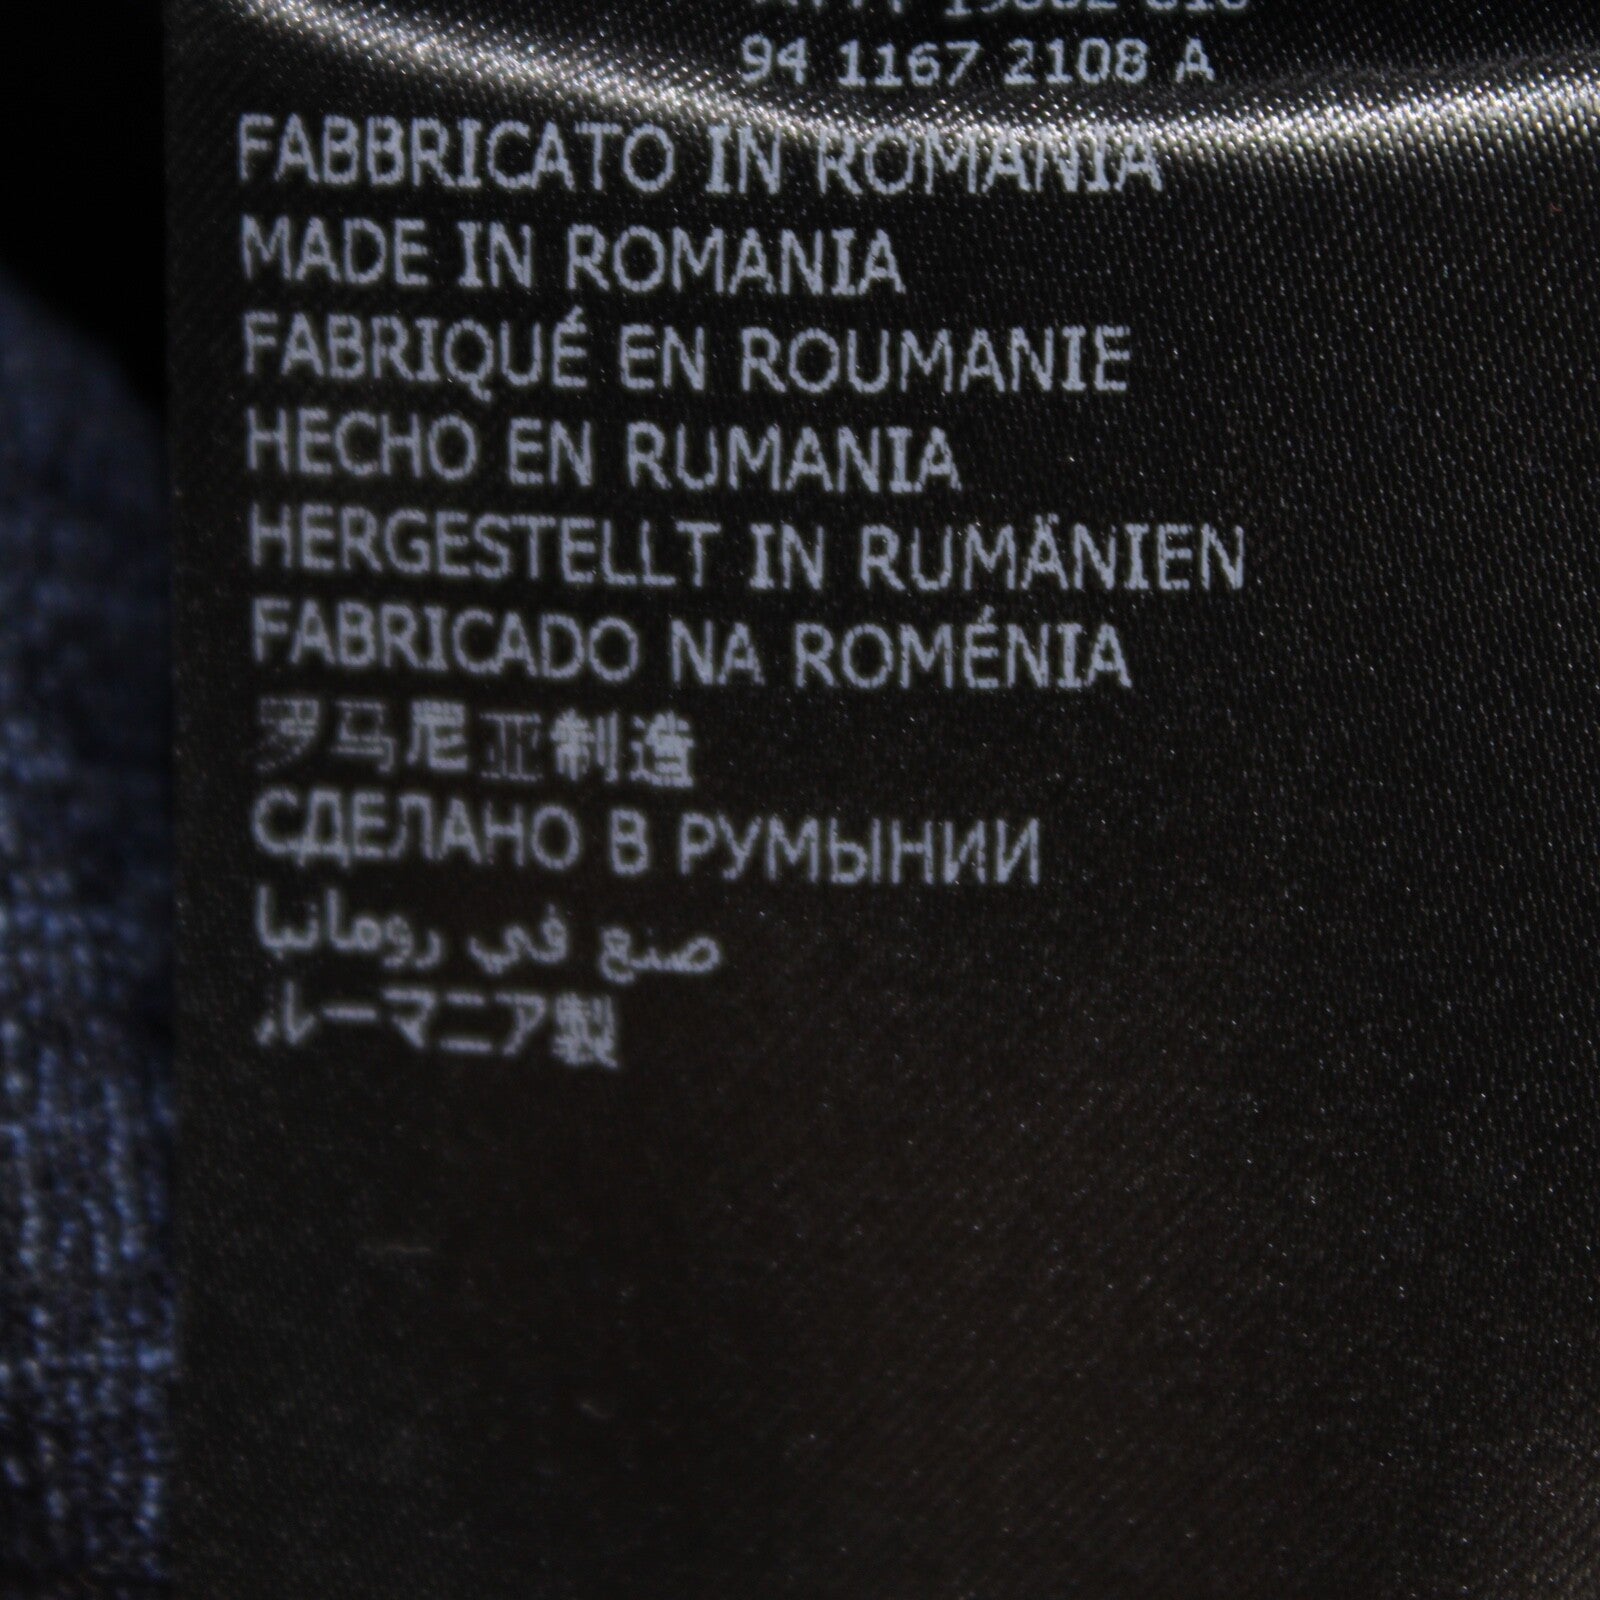 94 1167 2108 A
FABBRICATO IN ROMANIA
MADE IN ROMANIA
FABRIQUÉ EN ROUMANIE
HECHO EN RUMANIA
HERGESTELLT IN RUMÄNIEN
FABRICADO NA ROMÉNIA
罗马尼亚制造
СДЕЛАНО В РУМЫНИИ
صنع في رومانيا
ルーマニア製